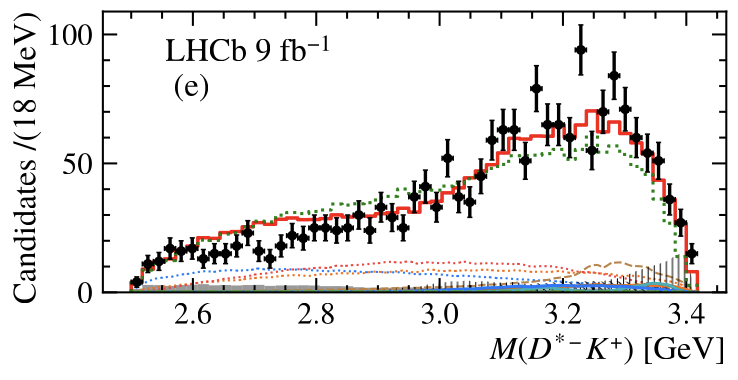 Candidates /(18 MeV)
100
50
0
LHCb 9 fb⁻¹
(e)
2.6 2.8 3.0 3.2 3.4
M(D*⁻K⁺) [GeV]